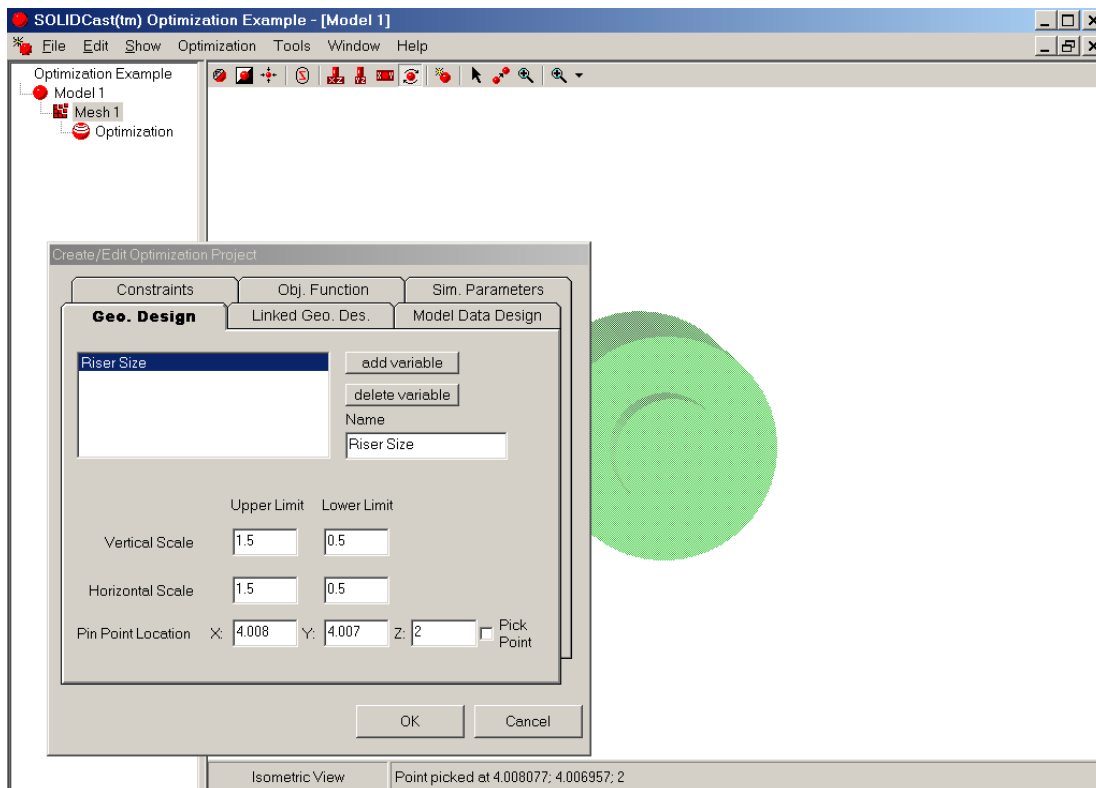 SOLIDCast(tm) Optimization Example - [Model 1]
File Edit Show Optimization Tools Window Help
Optimization Example
Model 1
Mesh 1
Optimization
XZ YZ
Create/Edit Optimization Project
Constraints Obj. Function Sim. Parameters
Geo. Design Linked Geo. Des. Model Data Design
Riser Size
add variable
delete variable
Name
Riser Size
Upper Limit Lower Limit
Vertical Scale 1.5 0.5
Horizontal Scale 1.5 0.5
Pin Point Location X: 4.008 Y: 4.007 Z: 2 Pick Point
OK Cancel
Isometric View Point picked at 4.008077; 4.006957; 2